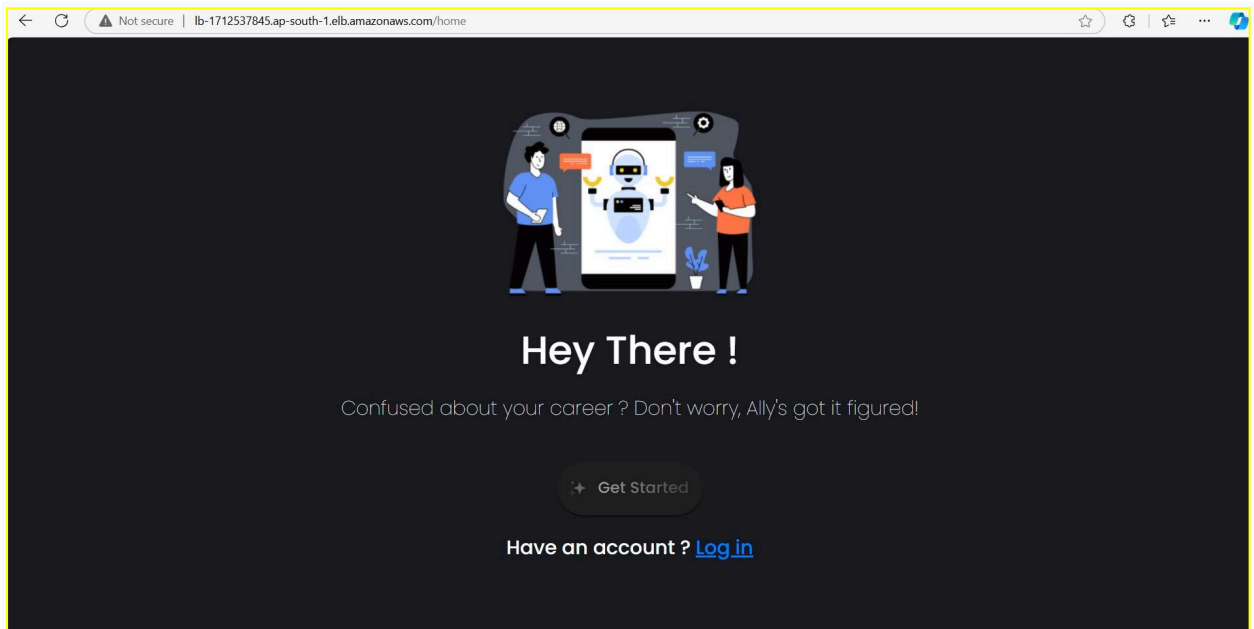 Not secure | lb-1712537845.ap-south-1.elb.amazonaws.com/home
Hey There !
Confused about your career ? Don't worry, Ally's got it figured!
Get Started
Have an account ? Log in